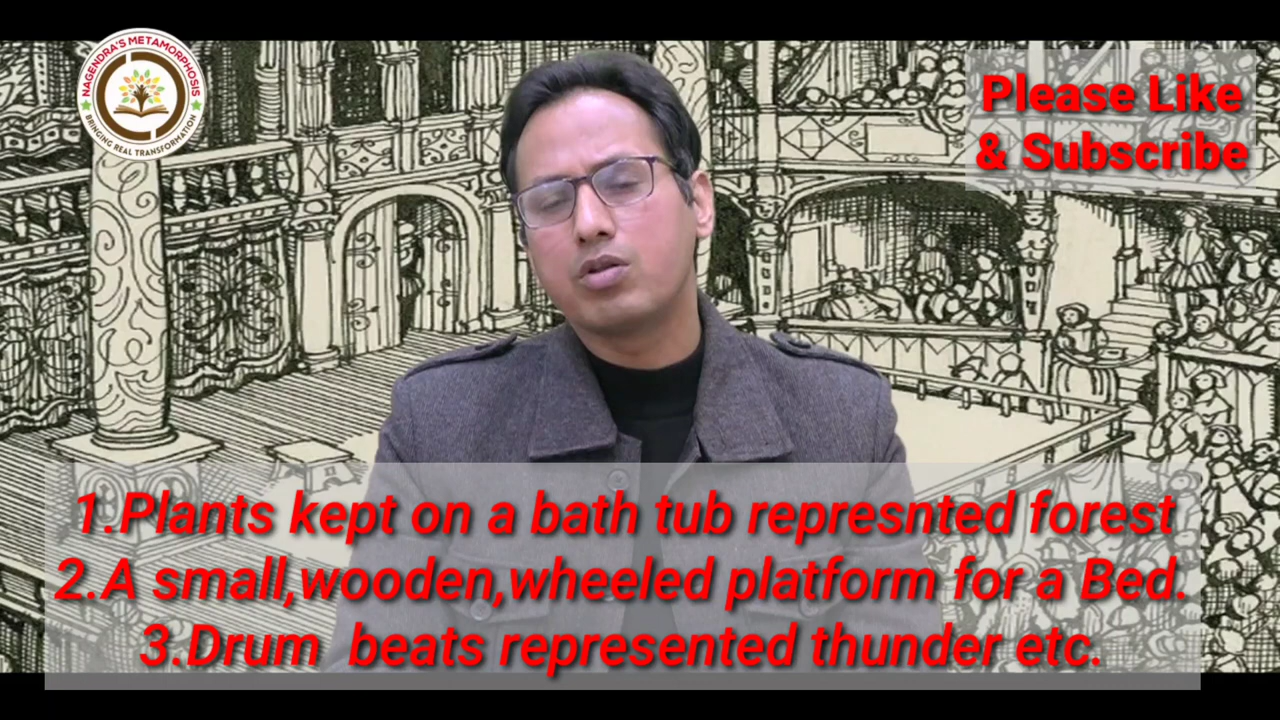 NAGENDRA'S METAMORPHOSIS
BRINGING REAL TRANSFORMATION
Please Like
& Subscribe
1.Plants kept on a bath tub represnted forest
2.A small,wooden,wheeled platform for a Bed.
3.Drum beats represented thunder etc.